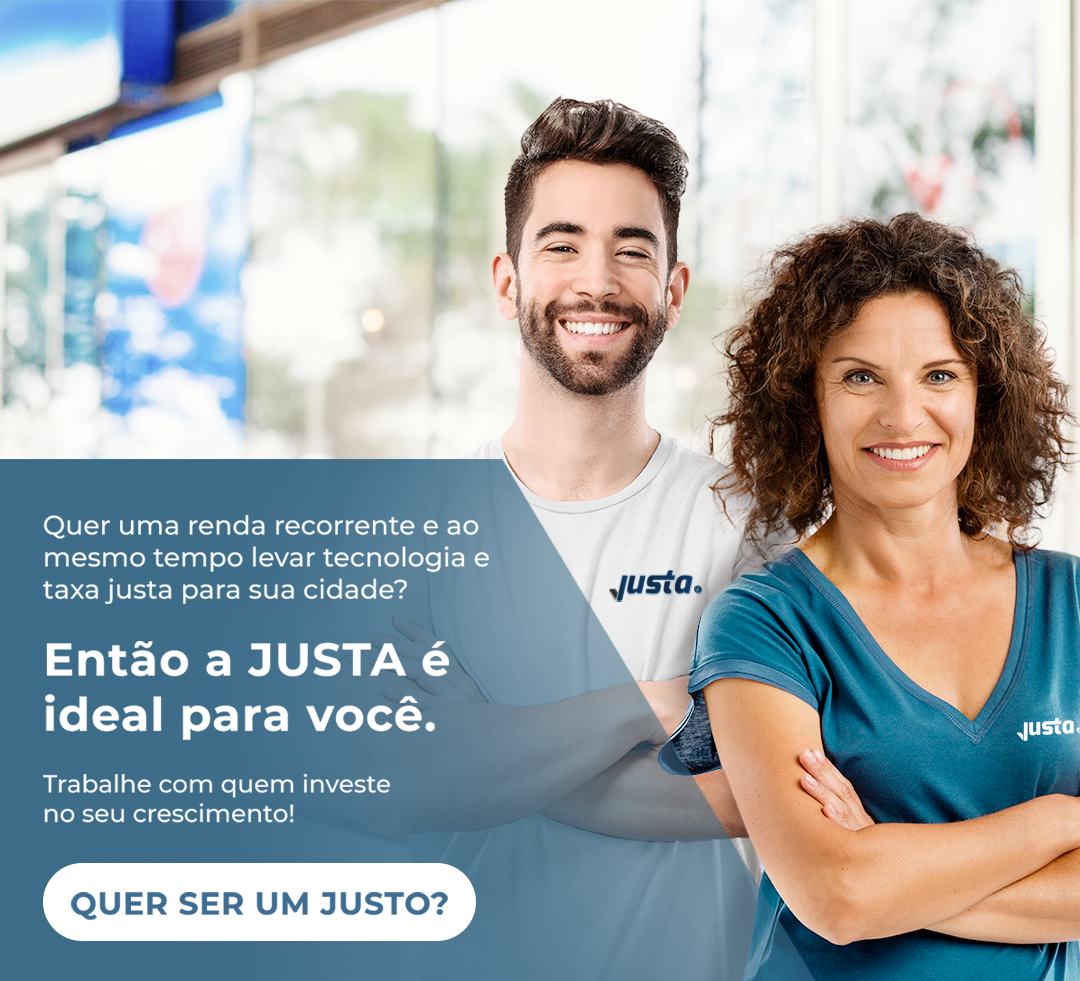 justa.
justa.
Quer uma renda recorrente e ao
mesmo tempo levar tecnologia e
taxa justa para sua cidade?
Então a JUSTA é
ideal para você.
Trabalhe com quem investe
no seu crescimento!
QUER SER UM JUSTO?